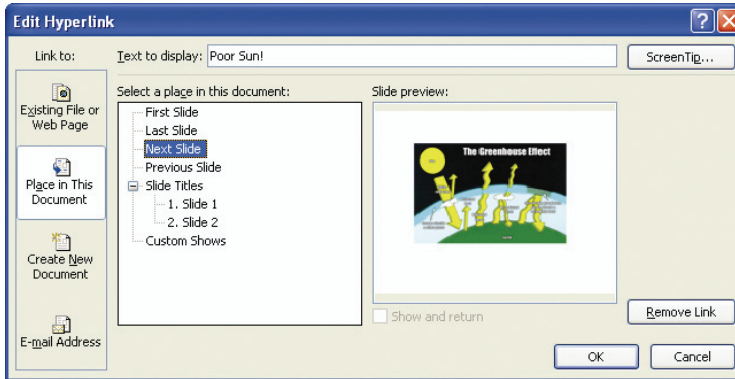 Edit Hyperlink
Link to:
Text to display: Poor Sun!
ScreenTip...
Existing File or
Web Page
Place in This
Document
Create New
Document
E-mail Address
Select a place in this document:
First Slide
Last Slide
Next Slide
Previous Slide
Slide Titles
1. Slide 1
2. Slide 2
Custom Shows
Slide preview:
The Greenhouse Effect
Show and return
Remove Link
OK
Cancel